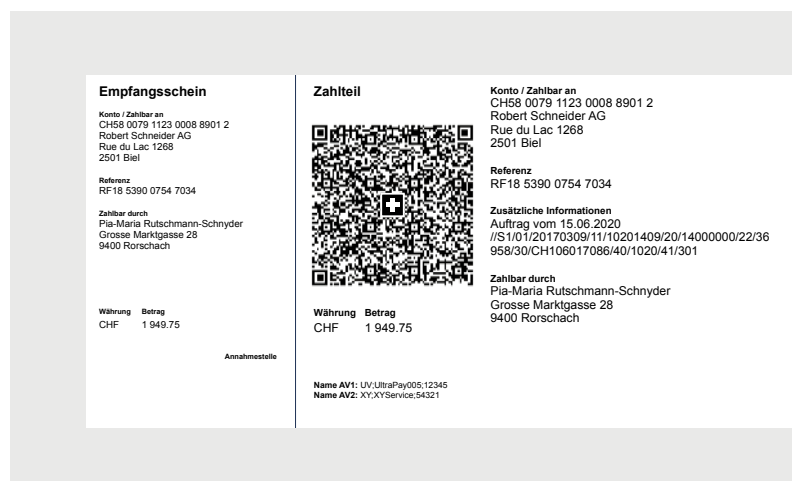 Empfangsschein
Konto / Zahlbar an
CH58 0079 1123 0008 8901 2
Robert Schneider AG
Rue du Lac 1268
2501 Biel
Referenz
RF18 5390 0754 7034
Zahlbar durch
Pia-Maria Rutschmann-Schnyder
Grosse Marktgasse 28
9400 Rorschach
Währung Betrag
CHF 1 949.75
Annahmestelle
Zahlteil
Währung Betrag
CHF 1 949.75
Name AV1: UV;UltraPay005;12345
Name AV2: XY;XYService;54321
Konto / Zahlbar an
CH58 0079 1123 0008 8901 2
Robert Schneider AG
Rue du Lac 1268
2501 Biel
Referenz
RF18 5390 0754 7034
Zusätzliche Informationen
Auftrag vom 15.06.2020
//S1/01/20170309/11/10201409/20/14000000/22/36
958/30/CH106017086/40/1020/41/301
Zahlbar durch
Pia-Maria Rutschmann-Schnyder
Grosse Marktgasse 28
9400 Rorschach